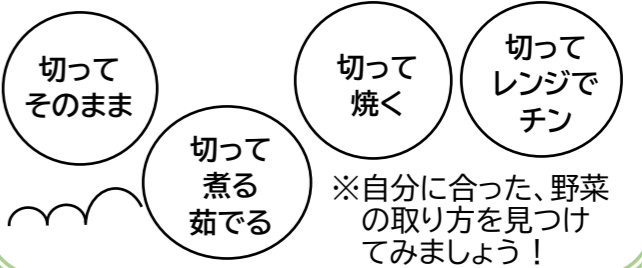 切って
そのまま
切って
煮る
茹でる
切って
焼く
切って
レンジで
チン
※自分に合った、野菜
の取り方を見つけ
てみましょう！